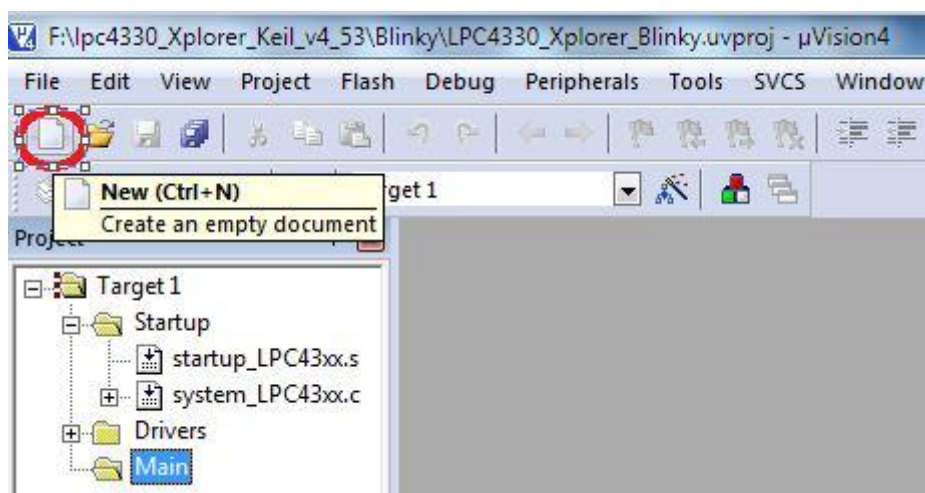 F:\lpc4330_Xplorer_Keil_v4_53\Blinky\LPC4330_Xplorer_Blinky.uvproj - µVision4
File Edit View Project Flash Debug Peripherals Tools SVCS Window
New (Ctrl+N)
Create an empty document
get 1
Target 1
Startup
startup_LPC43xx.s
system_LPC43xx.c
Drivers
Main